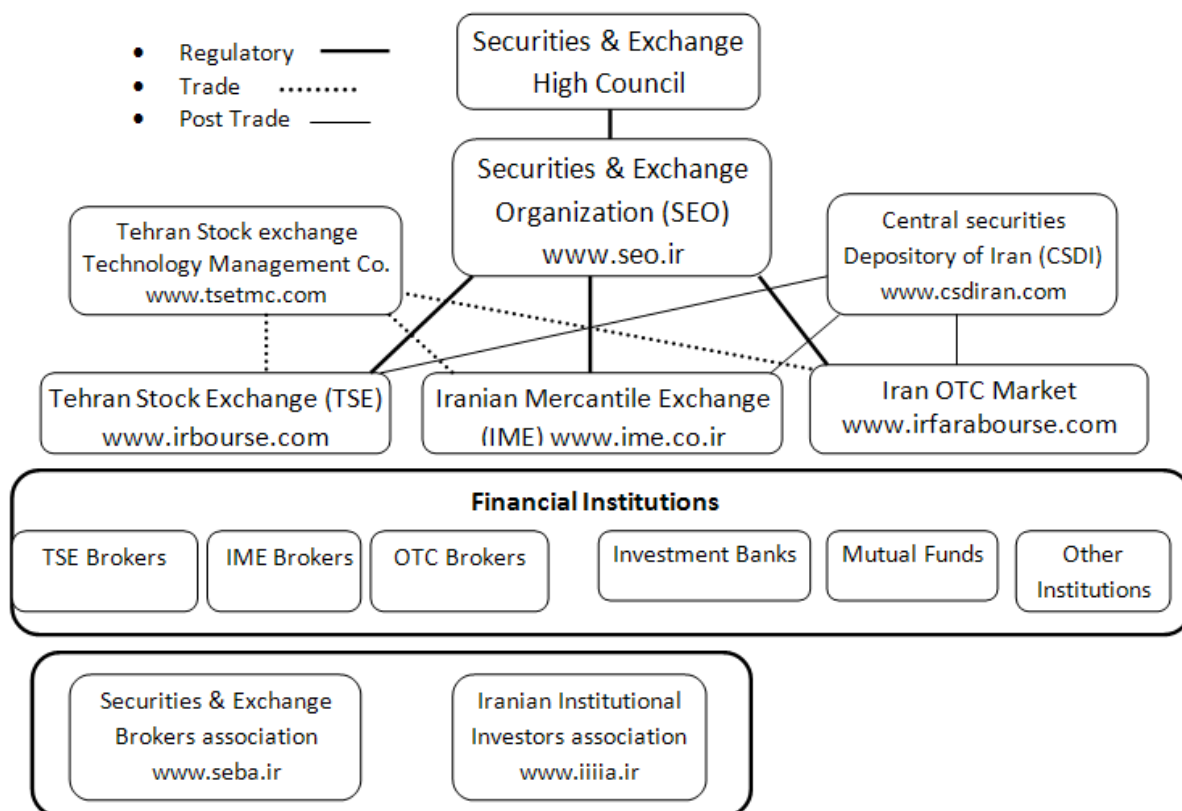 • Regulatory
• Trade
• Post Trade
Securities & Exchange
High Council
Securities & Exchange
Organization (SEO)
www.seo.ir
Tehran Stock exchange
Technology Management Co.
www.tsetmc.com
Central securities
Depository of Iran (CSDI)
www.csdiran.com
Tehran Stock Exchange (TSE)
www.irbourse.com
Iranian Mercantile Exchange
(IME) www.ime.co.ir
Iran OTC Market
www.irfarabourse.com
Financial Institutions
TSE Brokers
IME Brokers
OTC Brokers
Investment Banks
Mutual Funds
Other
Institutions
Securities & Exchange
Brokers association
www.seba.ir
Iranian Institutional
Investors association
www.iiiia.ir